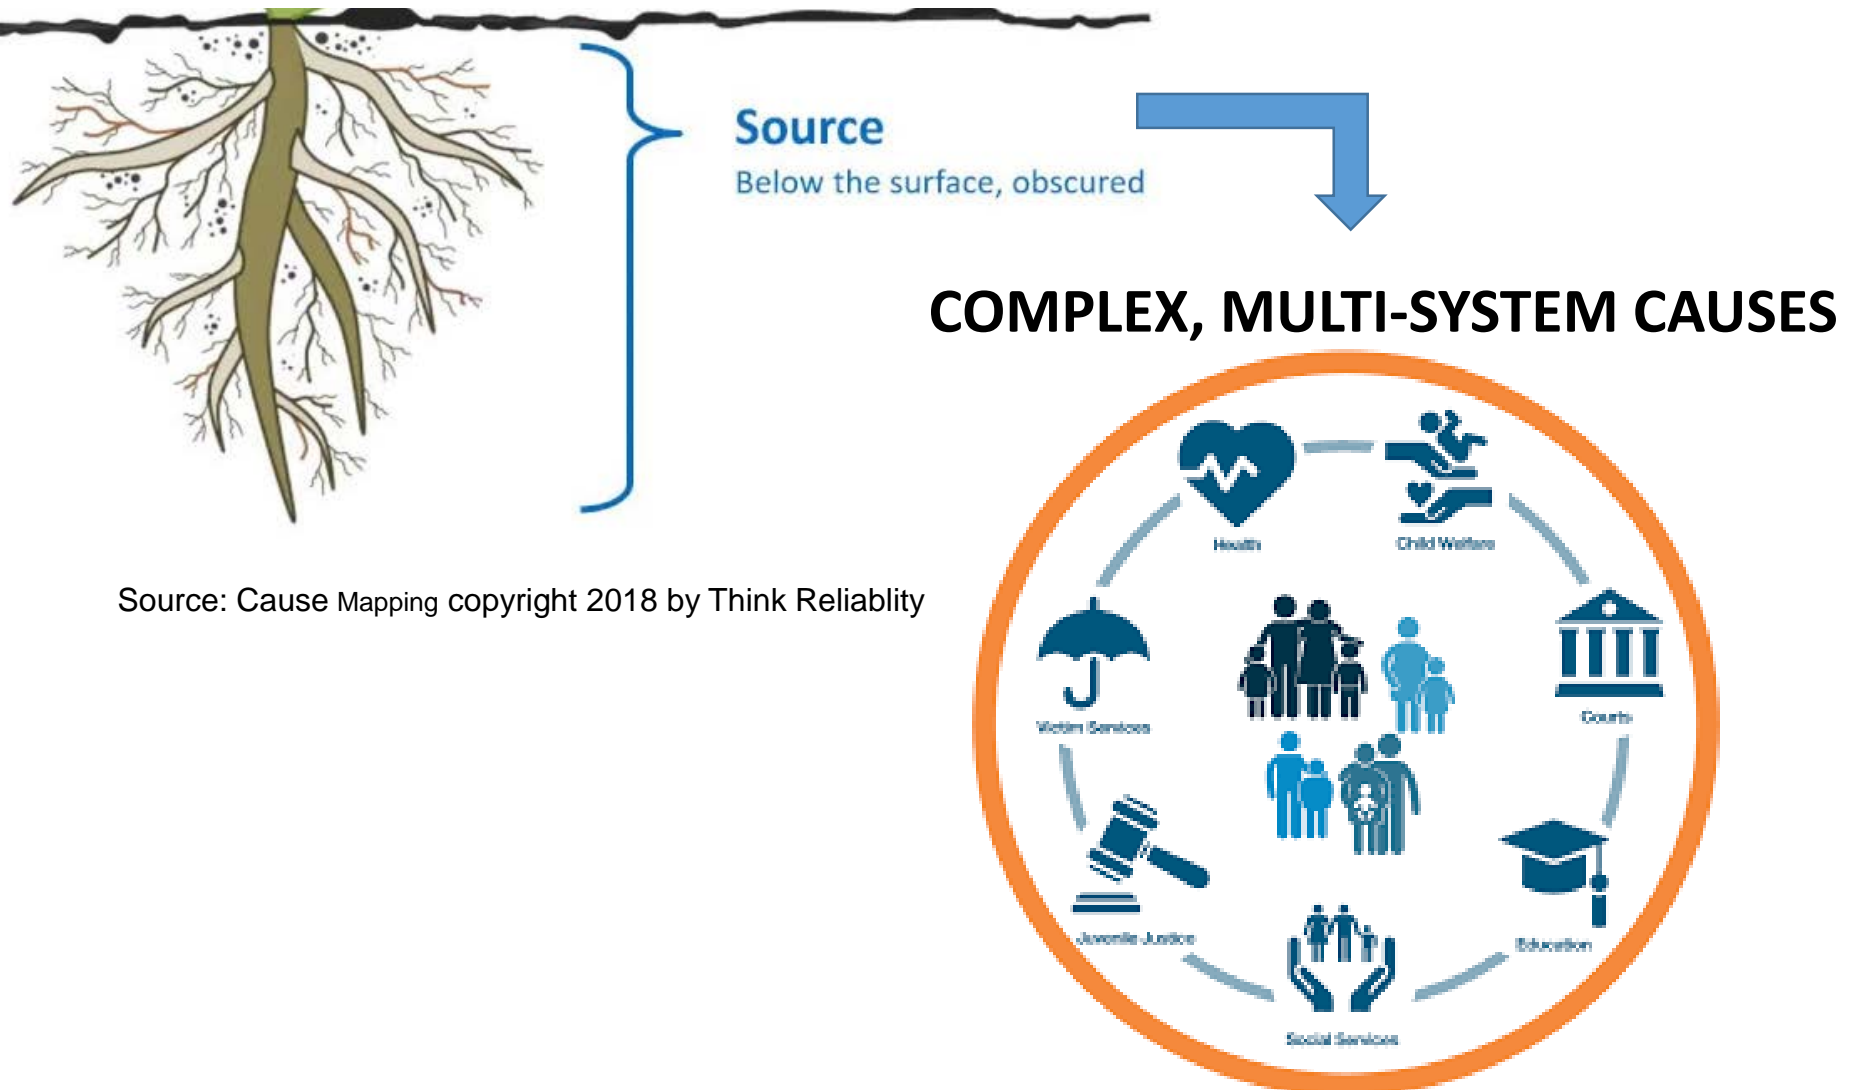 Source
Below the surface, obscured
COMPLEX, MULTI-SYSTEM CAUSES
Source: Cause Mapping copyright 2018 by Think Reliablity
Health
Child Welfare
Victim Services
Courts
Juvenile Justice
Education
Social Services